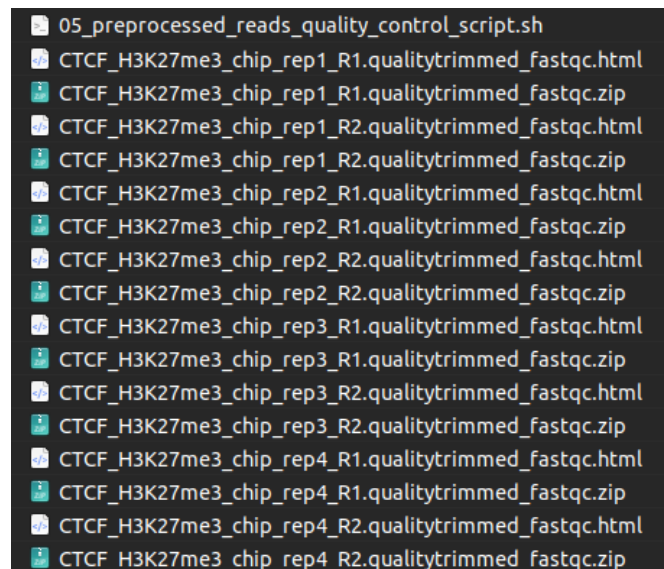 05_preprocessed_reads_quality_control_script.sh
CTCF_H3K27me3_chip_rep1_R1.qualitytrimmed_fastqc.html
CTCF_H3K27me3_chip_rep1_R1.qualitytrimmed_fastqc.zip
CTCF_H3K27me3_chip_rep1_R2.qualitytrimmed_fastqc.html
CTCF_H3K27me3_chip_rep1_R2.qualitytrimmed_fastqc.zip
CTCF_H3K27me3_chip_rep2_R1.qualitytrimmed_fastqc.html
CTCF_H3K27me3_chip_rep2_R1.qualitytrimmed_fastqc.zip
CTCF_H3K27me3_chip_rep2_R2.qualitytrimmed_fastqc.html
CTCF_H3K27me3_chip_rep2_R2.qualitytrimmed_fastqc.zip
CTCF_H3K27me3_chip_rep3_R1.qualitytrimmed_fastqc.html
CTCF_H3K27me3_chip_rep3_R1.qualitytrimmed_fastqc.zip
CTCF_H3K27me3_chip_rep3_R2.qualitytrimmed_fastqc.html
CTCF_H3K27me3_chip_rep3_R2.qualitytrimmed_fastqc.zip
CTCF_H3K27me3_chip_rep4_R1.qualitytrimmed_fastqc.html
CTCF_H3K27me3_chip_rep4_R1.qualitytrimmed_fastqc.zip
CTCF_H3K27me3_chip_rep4_R2.qualitytrimmed_fastqc.html
CTCF_H3K27me3_chip_rep4_R2.qualitytrimmed_fastqc.zip